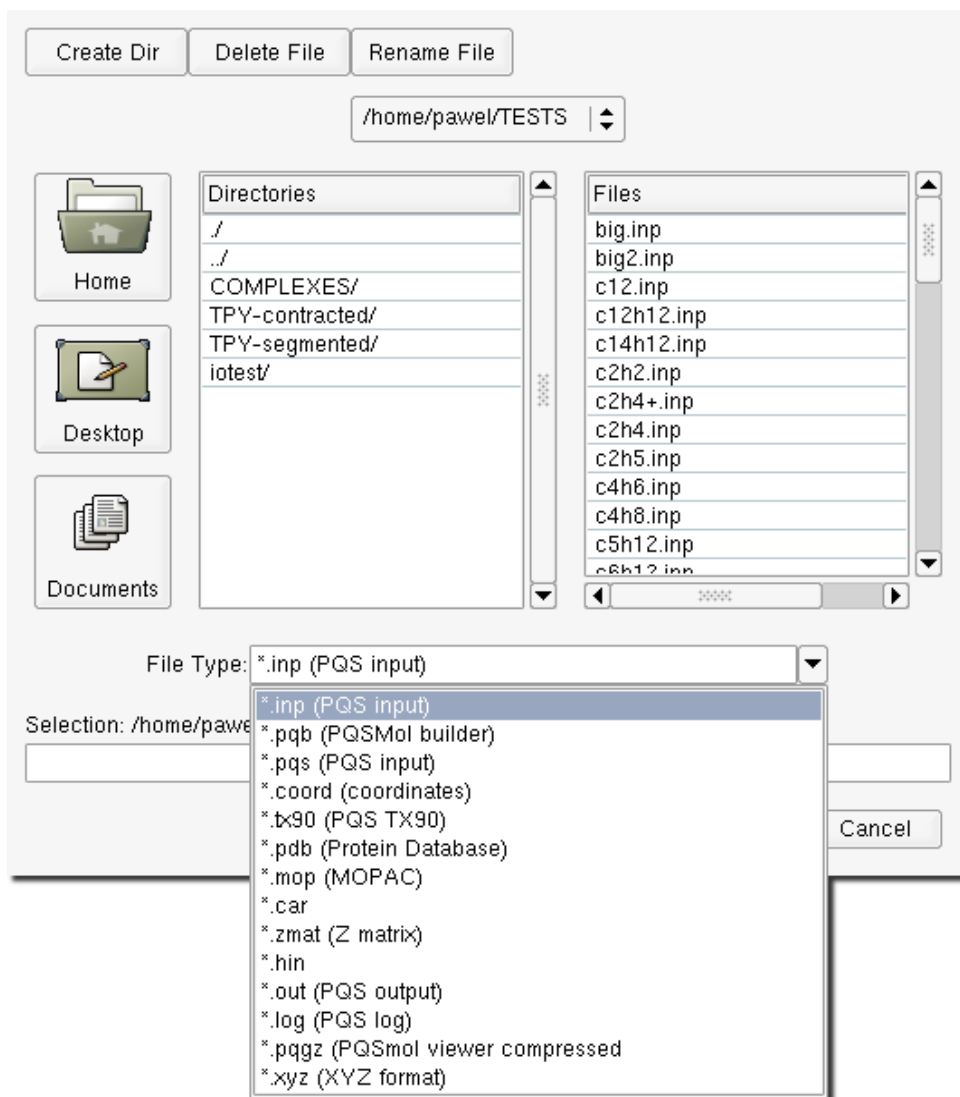 Create Dir
Delete File
Rename File
/home/pawel/TESTS
Home
Desktop
Documents
Directories
./
../
COMPLEXES/
TPY-contracted/
TPY-segmented/
iotest/
Files
big.inp
big2.inp
c12.inp
c12h12.inp
c14h12.inp
c2h2.inp
c2h4+.inp
c2h4.inp
c2h5.inp
c4h6.inp
c4h8.inp
c5h12.inp
c6h12.inp
File Type: *.inp (PQS input)
*.inp (PQS input)
*.pqb (PQSMol builder)
*.pqs (PQS input)
*.coord (coordinates)
*.tx90 (PQS TX90)
*.pdb (Protein Database)
*.mop (MOPAC)
*.car
*.zmat (Z matrix)
*.hin
*.out (PQS output)
*.log (PQS log)
*.pqgz (PQSmol viewer compressed
*.xyz (XYZ format)
Selection: /home/pawe
Cancel